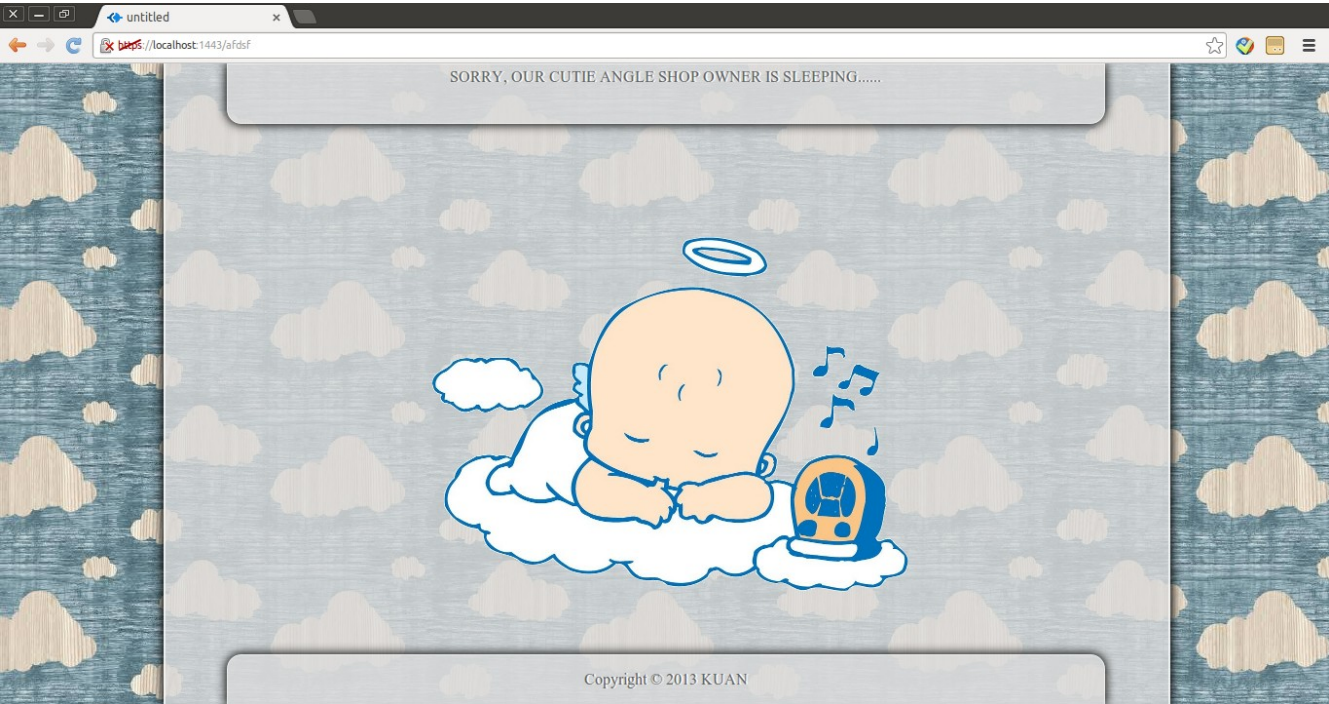 untitled
https://localhost:1443/afdsf
SORRY, OUR CUTIE ANGLE SHOP OWNER IS SLEEPING......
Copyright © 2013 KUAN